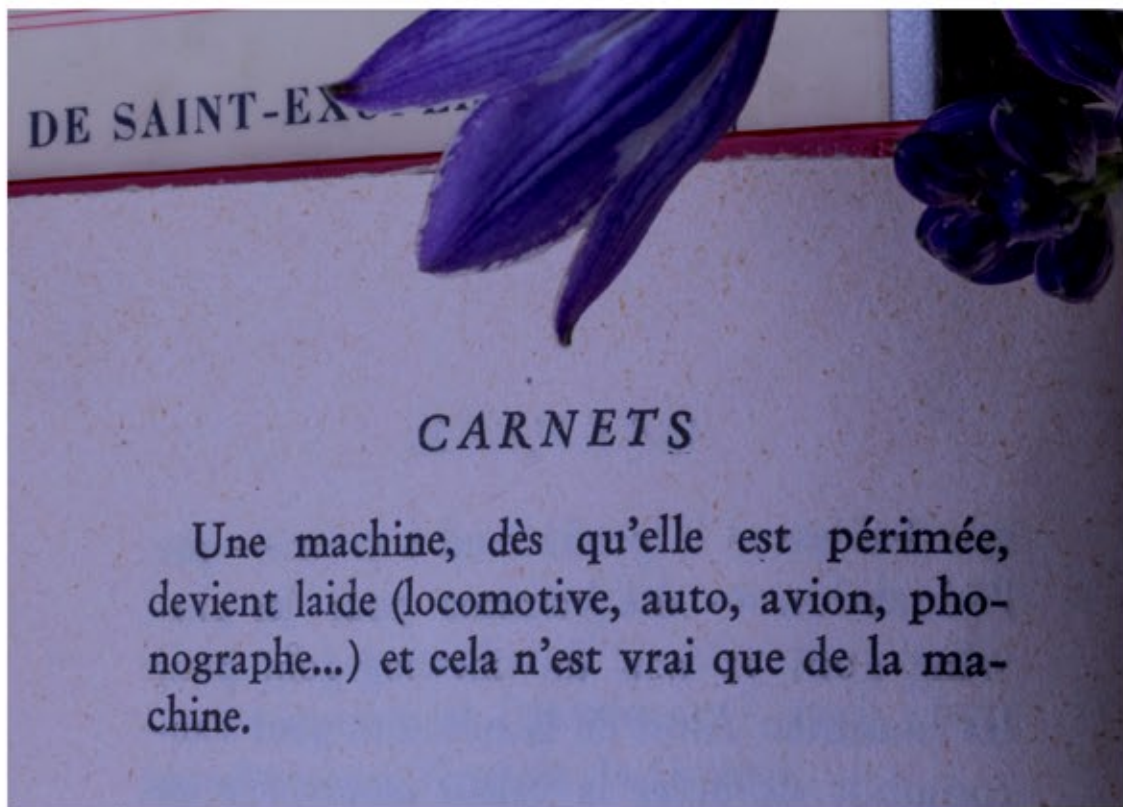 DE SAINT-EX
CARNETS
Une machine, dès qu'elle est périmée,
devient laide (locomotive, auto, avion, pho-
nographe...) et cela n'est vrai que de la ma-
chine.